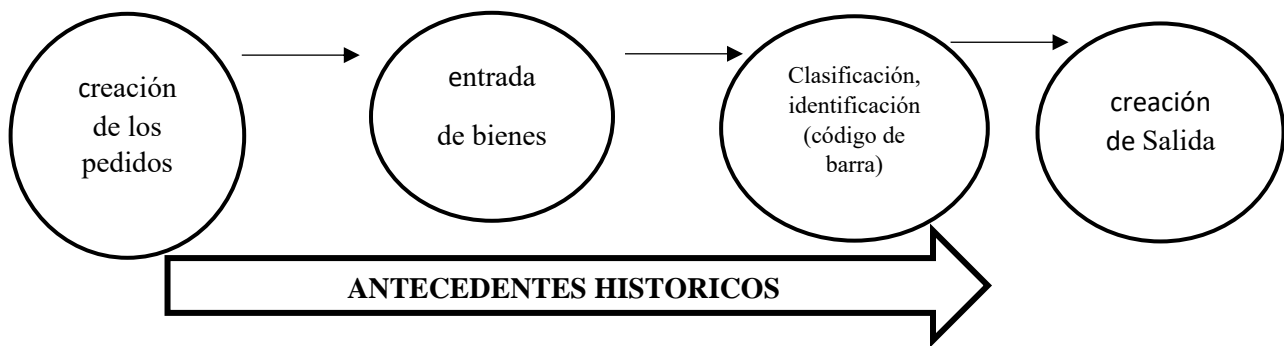 creación
de los
pedidos
entrada
de bienes
Clasificación,
identificación
(código de
barra)
creación
de Salida
ANTECEDENTES HISTORICOS